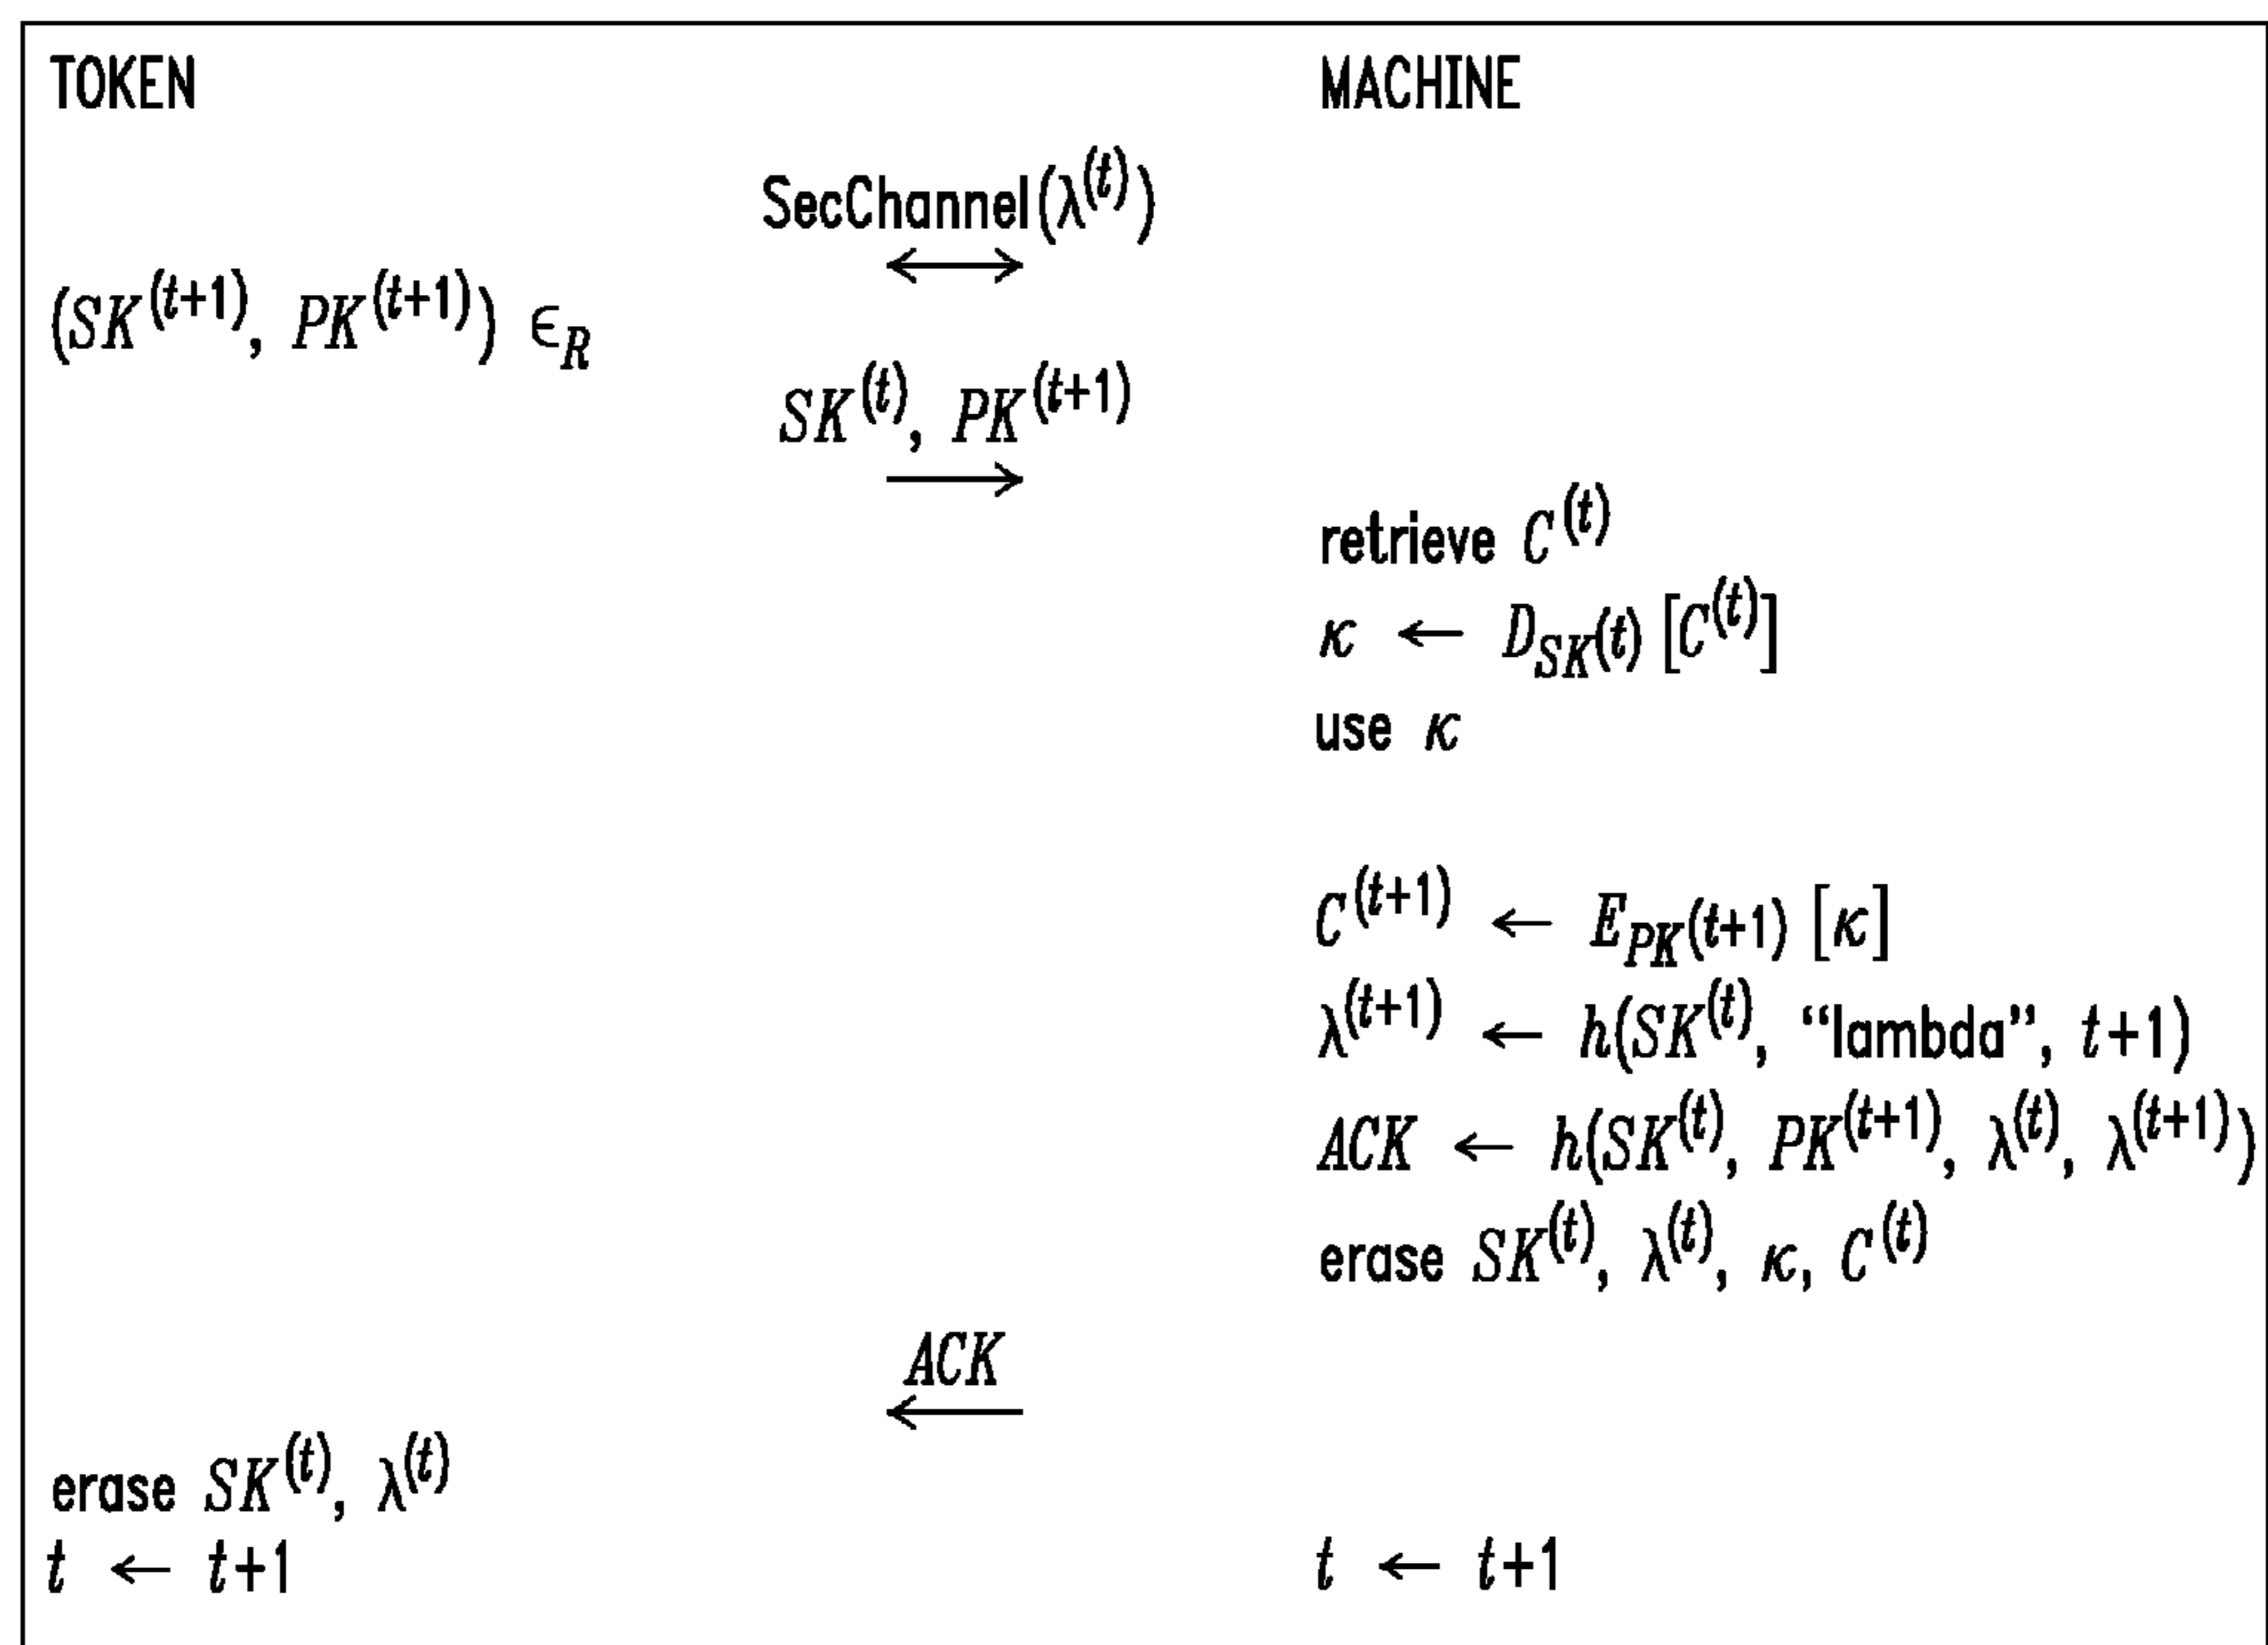 TOKEN MACHINE
SecChannel(λ^(t))
⟷
(SK^(t+1), PK^(t+1)) ∈_R
SK^(t), PK^(t+1)
⟶
retrieve C^(t)
κ ← D_SK^(t) [C^(t)]
use κ
C^(t+1) ← E_PK^(t+1) [κ]
λ^(t+1) ← h(SK^(t), “lambda”, t+1)
ACK ← h(SK^(t), PK^(t+1), λ^(t), λ^(t+1))
erase SK^(t), λ^(t), κ, C^(t)
ACK
⟵
erase SK^(t), λ^(t)
t ← t+1 t ← t+1